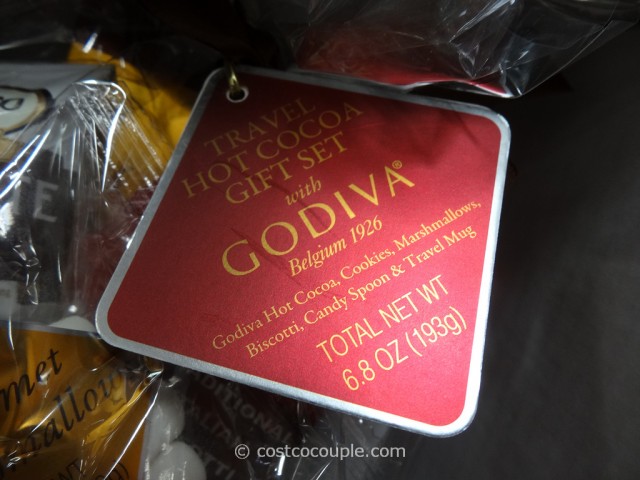 TRAVEL
HOT COCOA
GIFT SET
with
GODIVA®
Belgium 1926
Godiva Hot Cocoa, Cookies, Marshmallows,
Biscotti, Candy Spoon & Travel Mug
TOTAL NET WT
6.8 OZ (193g)
© costcocouple.com